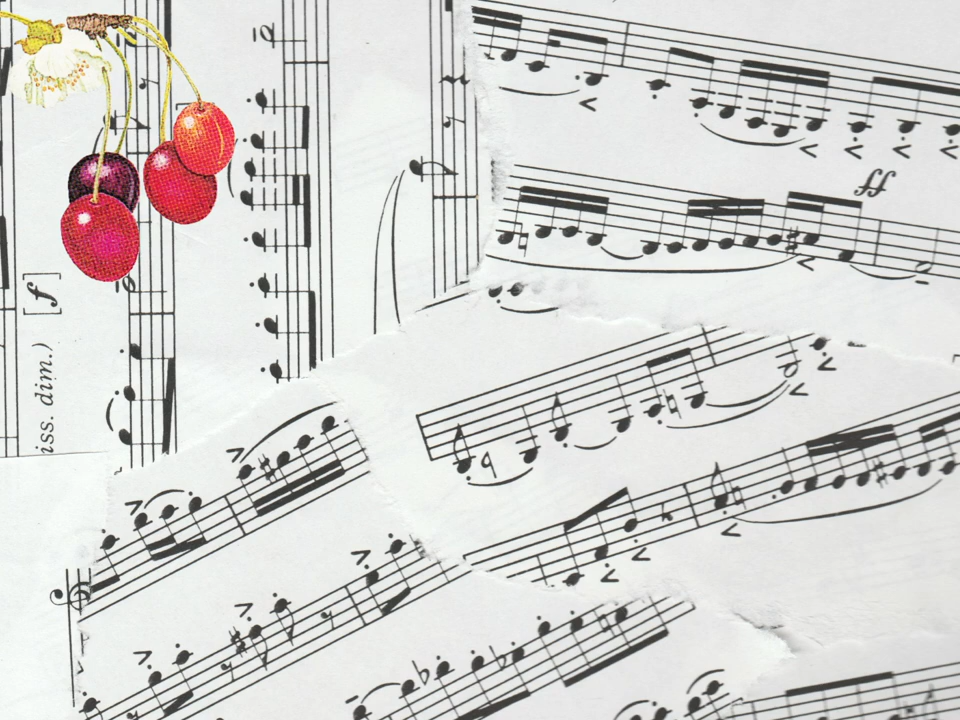 ff
[f]
iss. dim.)